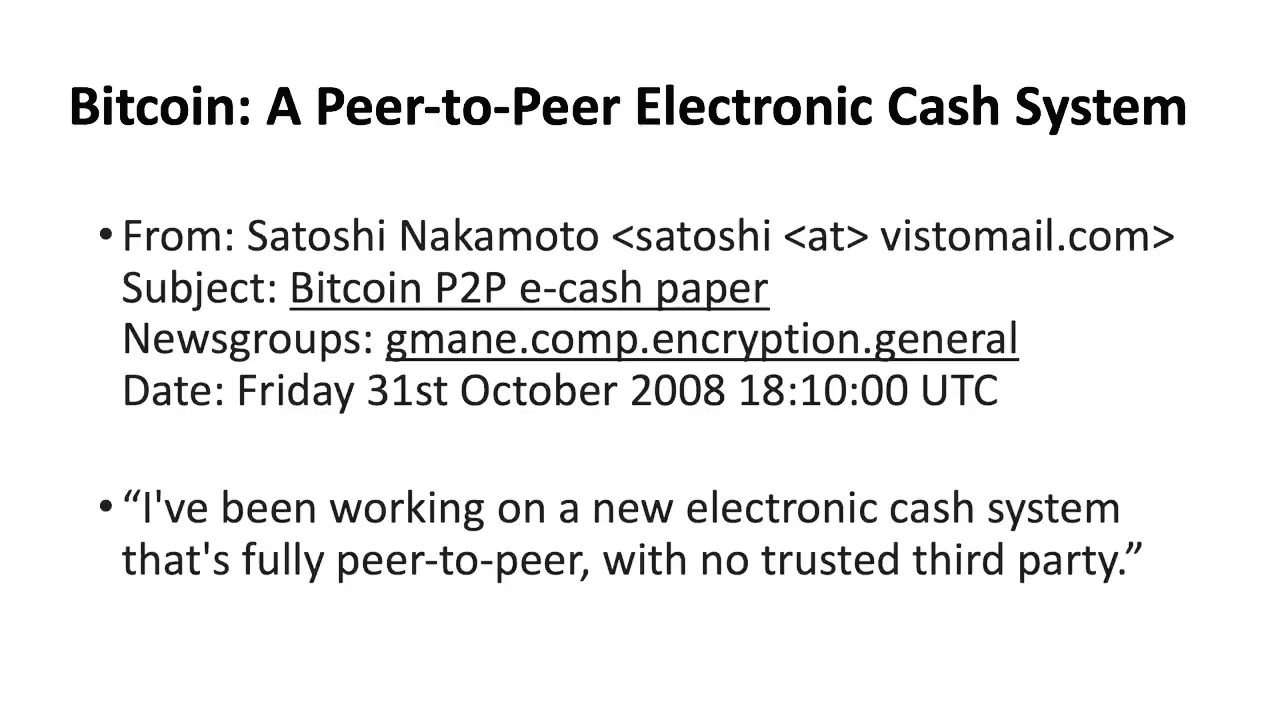 Bitcoin: A Peer-to-Peer Electronic Cash System
• From: Satoshi Nakamoto <satoshi <at> vistomail.com>
Subject: Bitcoin P2P e-cash paper
Newsgroups: gmane.comp.encryption.general
Date: Friday 31st October 2008 18:10:00 UTC
• “I've been working on a new electronic cash system
that's fully peer-to-peer, with no trusted third party.”